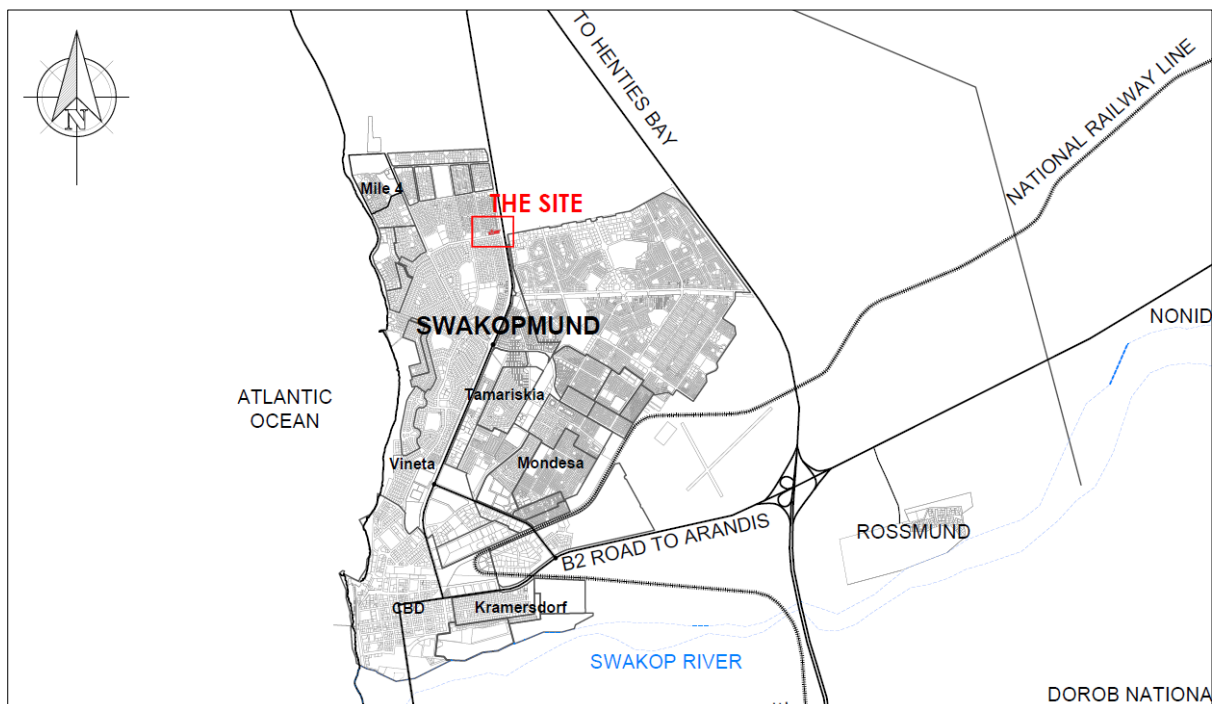 TO HENTIES BAY
NATIONAL RAILWAY LINE
N
Mile 4
THE SITE
SWAKOPMUND
NONID
ATLANTIC
OCEAN
Tamariskia
Vineta
Mondesa
B2 ROAD TO ARANDIS
ROSSMUND
CBD
Kramersdorf
SWAKOP RIVER
DOROB NATIONA